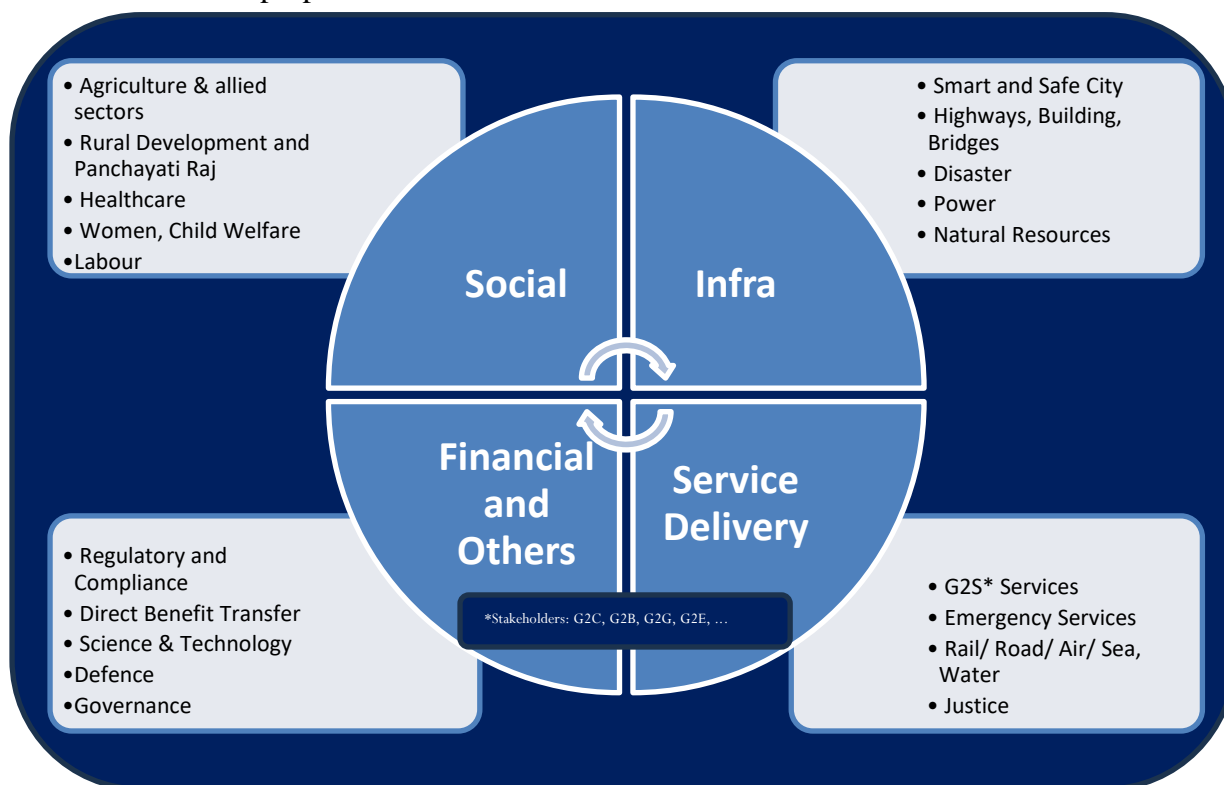 • Agriculture & allied
sectors
• Rural Development and
Panchayati Raj
• Healthcare
• Women, Child Welfare
•Labour
• Smart and Safe City
• Highways, Building,
Bridges
• Disaster
• Power
• Natural Resources
Social
Infra
Financial
and
Others
Service
Delivery
• Regulatory and
Compliance
• Direct Benefit Transfer
• Science & Technology
•Defence
•Governance
*Stakeholders: G2C, G2B, G2G, G2E, ...
• G2S* Services
• Emergency Services
• Rail/ Road/ Air/ Sea,
Water
• Justice